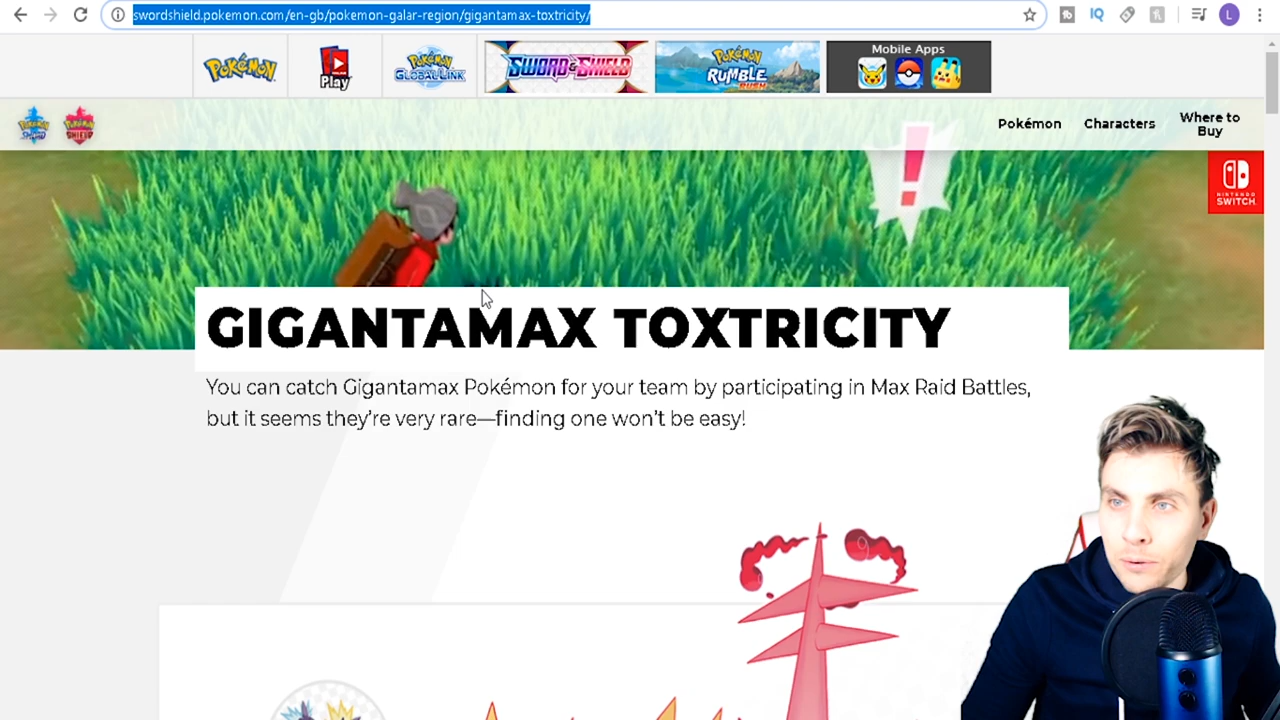 swordshield.pokemon.com/en-gb/pokemon-galar-region/gigantamax-toxtricity/
IQ
L
Pokémon
Play
Pokémon
GLOBAL LINK
SWORD & SHIELD
Pokémon
RUMBLE
RUSH
Mobile Apps
SHIELD
Pokémon
Characters
Where to
Buy
NINTENDO
SWITCH
!
GIGANTAMAX TOXTRICITY
You can catch Gigantamax Pokémon for your team by participating in Max Raid Battles,
but it seems they're very rare—finding one won't be easy!